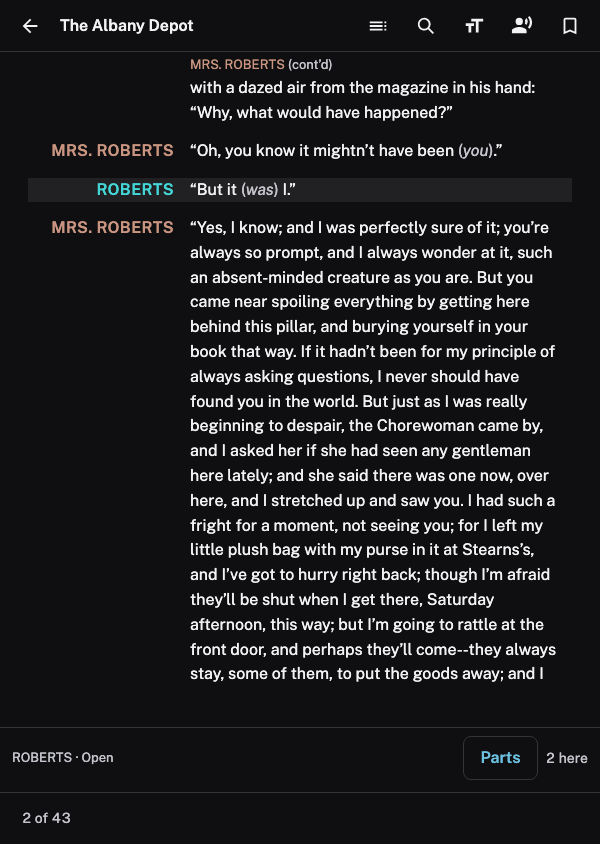 The Albany Depot
MRS. ROBERTS (cont’d)
with a dazed air from the magazine in his hand:
“Why, what would have happened?”
MRS. ROBERTS “Oh, you know it mightn’t have been (you).”
ROBERTS “But it (was) I.”
MRS. ROBERTS “Yes, I know; and I was perfectly sure of it; you’re
always so prompt, and I always wonder at it, such
an absent-minded creature as you are. But you
came near spoiling everything by getting here
behind this pillar, and burying yourself in your
book that way. If it hadn’t been for my principle of
always asking questions, I never should have
found you in the world. But just as I was really
beginning to despair, the Chorewoman came by,
and I asked her if she had seen any gentleman
here lately; and she said there was one now, over
here, and I stretched up and saw you. I had such a
fright for a moment, not seeing you; for I left my
little plush bag with my purse in it at Stearns’s,
and I’ve got to hurry right back; though I’m afraid
they’ll be shut when I get there, Saturday
afternoon, this way; but I’m going to rattle at the
front door, and perhaps they’ll come--they always
stay, some of them, to put the goods away; and I
ROBERTS · Open
Parts
2 here
2 of 43